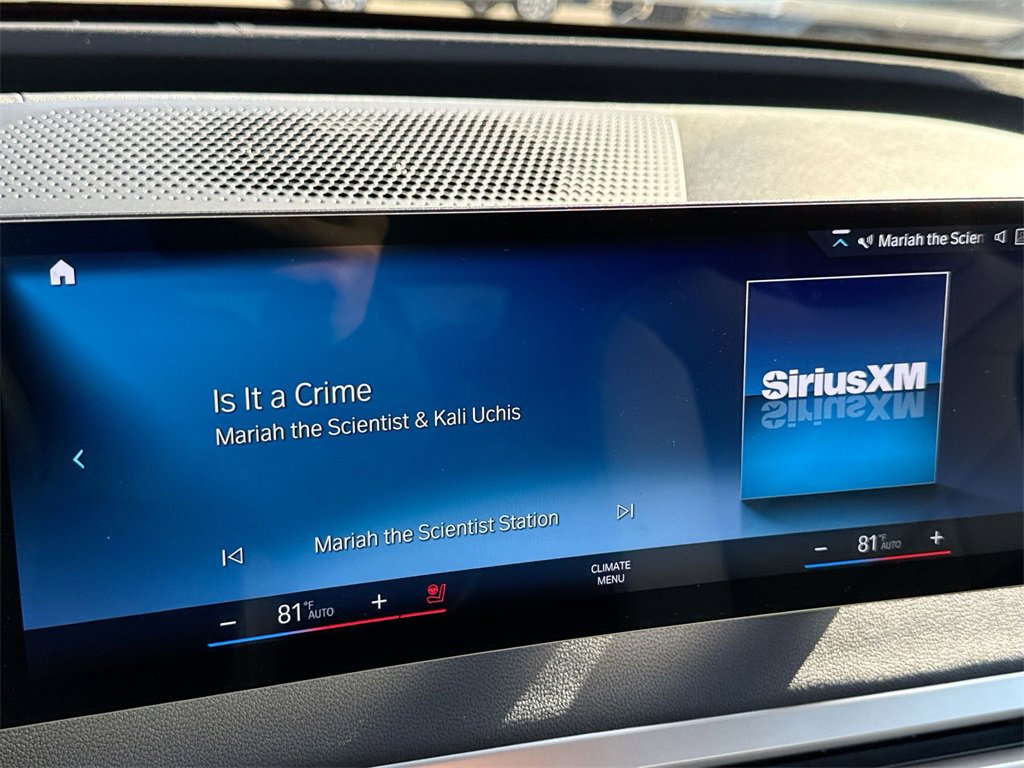 Mariah the Scien
SiriusXM
Is It a Crime
Mariah the Scientist & Kali Uchis
Mariah the Scientist Station
81°F AUTO
CLIMATE
MENU
81°F AUTO